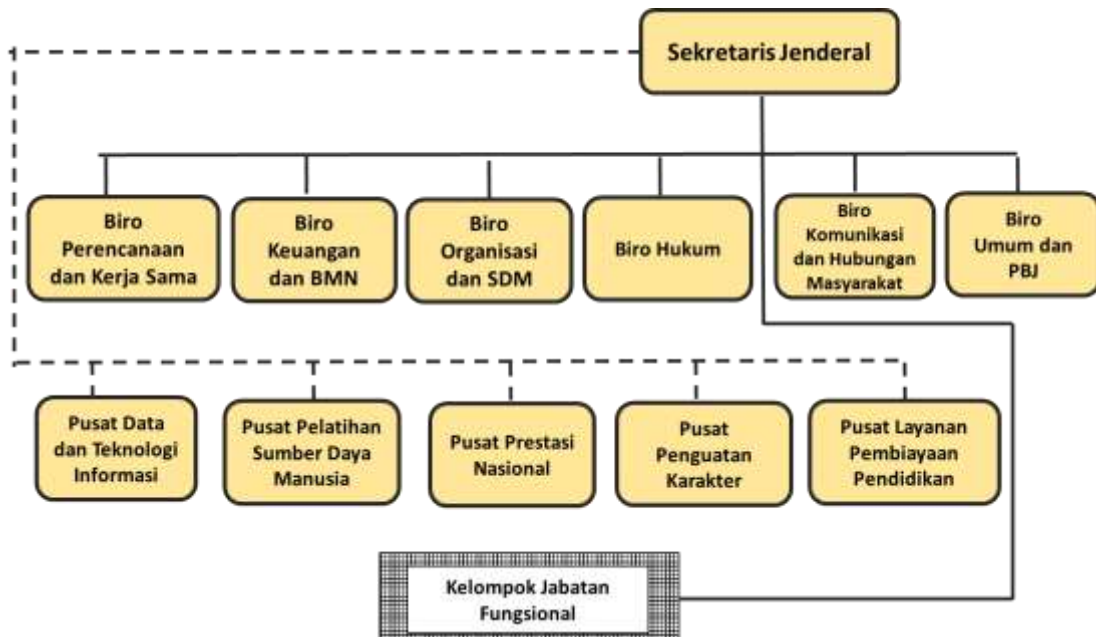 Sekretaris Jenderal
Biro
Perencanaan
dan Kerja Sama
Biro
Keuangan
dan BMN
Biro
Organisasi
dan SDM
Biro Hukum
Biro
Komunikasi
dan Hubungan
Masyarakat
Biro
Umum dan
PBJ
Pusat Data
dan Teknologi
Informasi
Pusat Pelatihan
Sumber Daya
Manusia
Pusat Prestasi
Nasional
Pusat
Penguatan
Karakter
Pusat Layanan
Pembiayaan
Pendidikan
Kelompok Jabatan
Fungsional